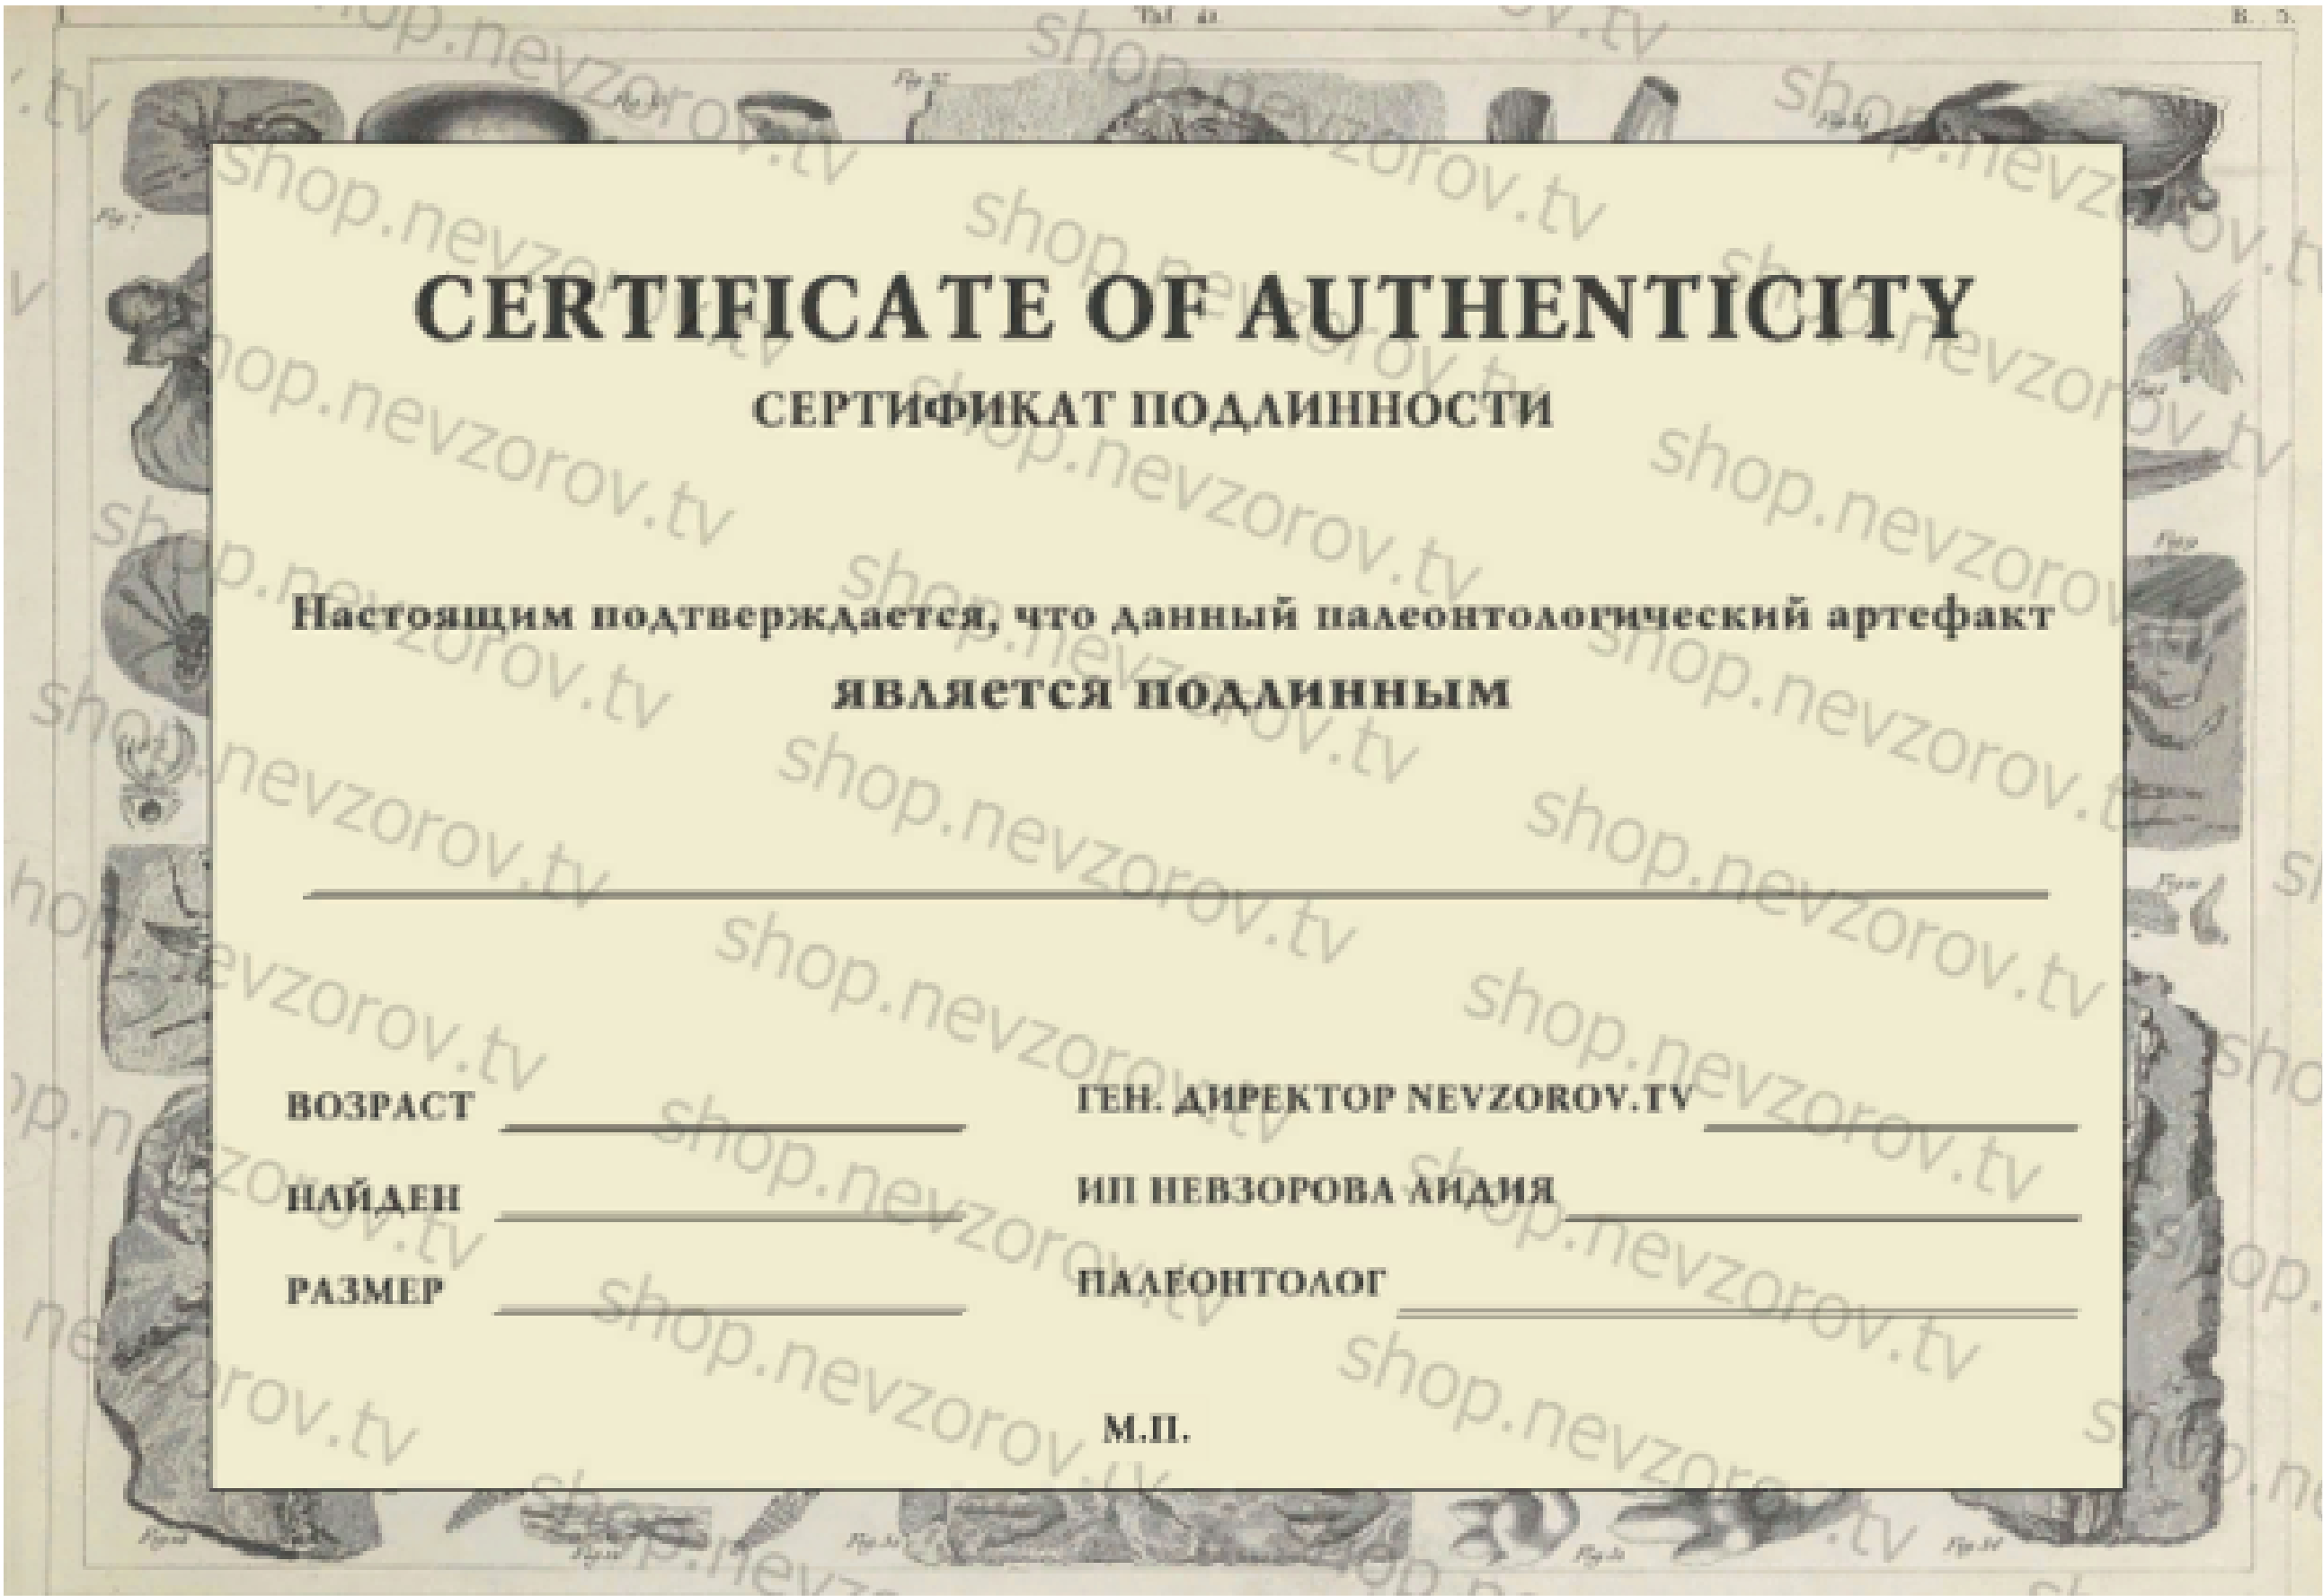 CERTIFICATE OF AUTHENTICITY
СЕРТИФИКАТ ПОДЛИННОСТИ
Настоящим подтверждается, что данный палеонтологический артефакт
является подлинным
ВОЗРАСТ
НАЙДЕН
РАЗМЕР
ГЕН. ДИРЕКТОР NEVZOROV.TV
ИП НЕВЗОРОВА ЛИДИЯ
ПАЛЕОНТОЛОГ
М.П.
shop.nevzorov.tv